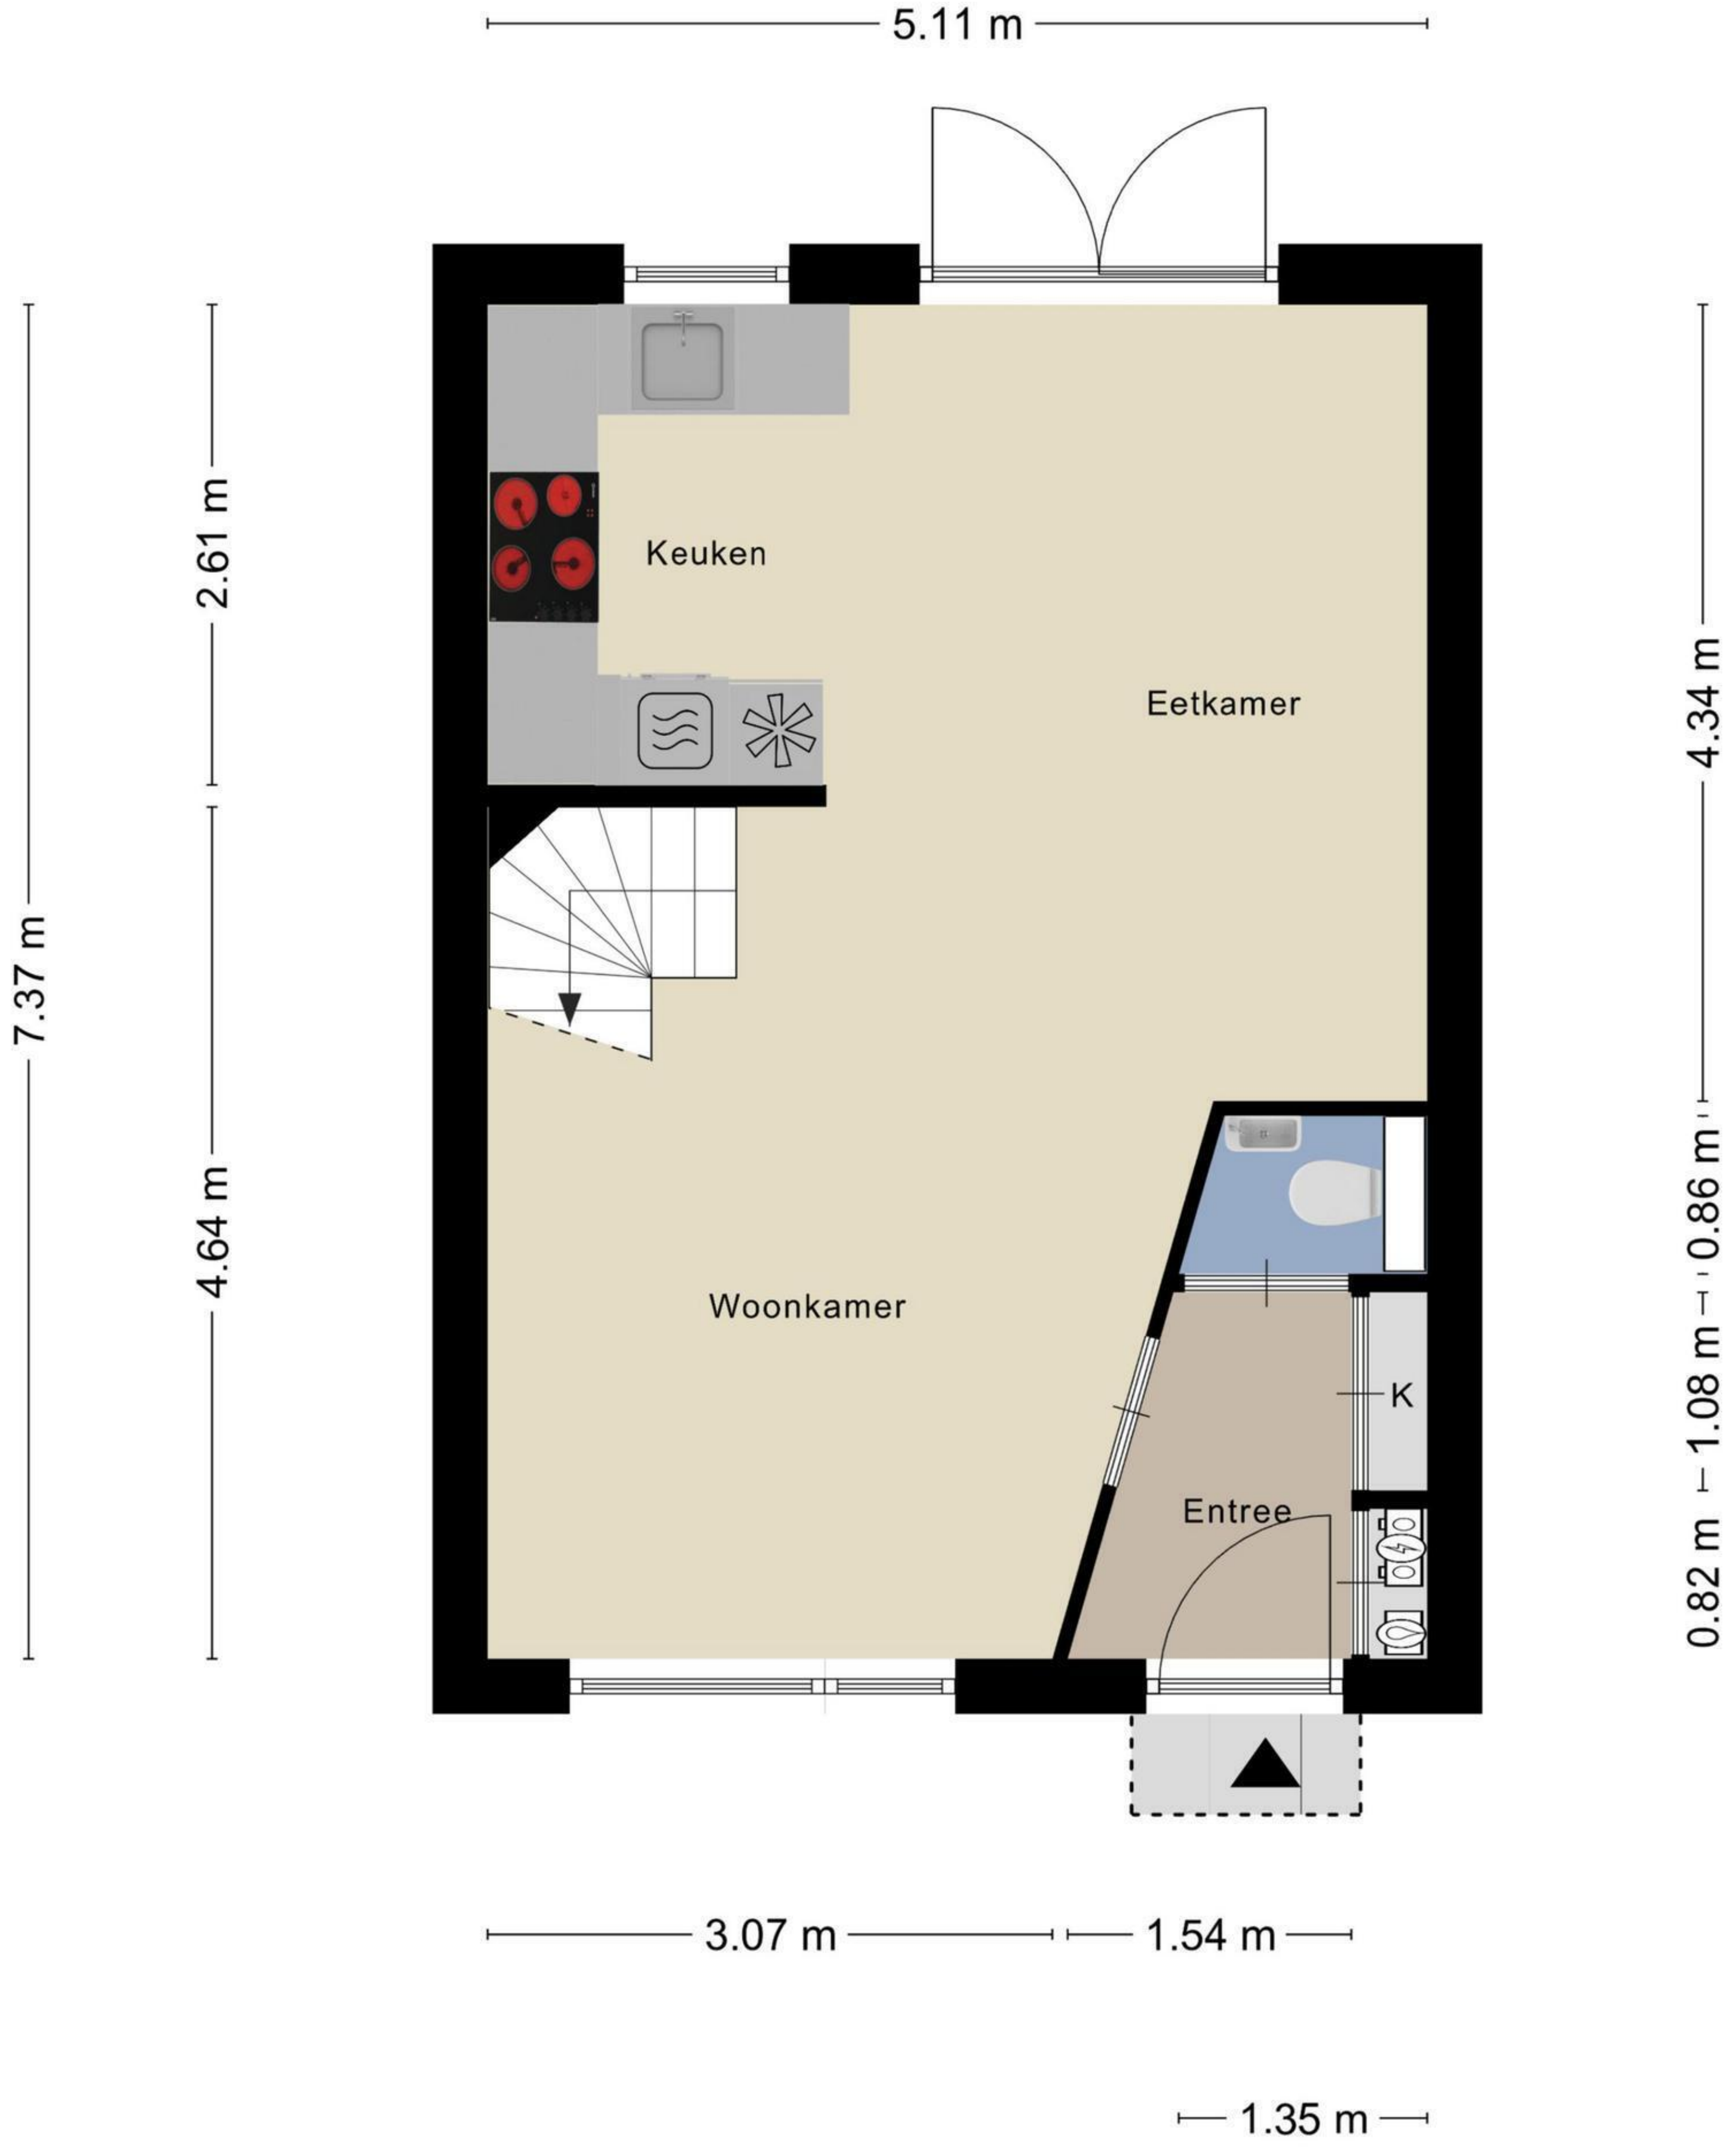 5.11 m
2.61 m
Keuken
Eetkamer
4.34 m
7.37 m
4.64 m
0.86 m
Woonkamer
1.08 m
K
Entree
0.82 m
3.07 m
1.54 m
1.35 m